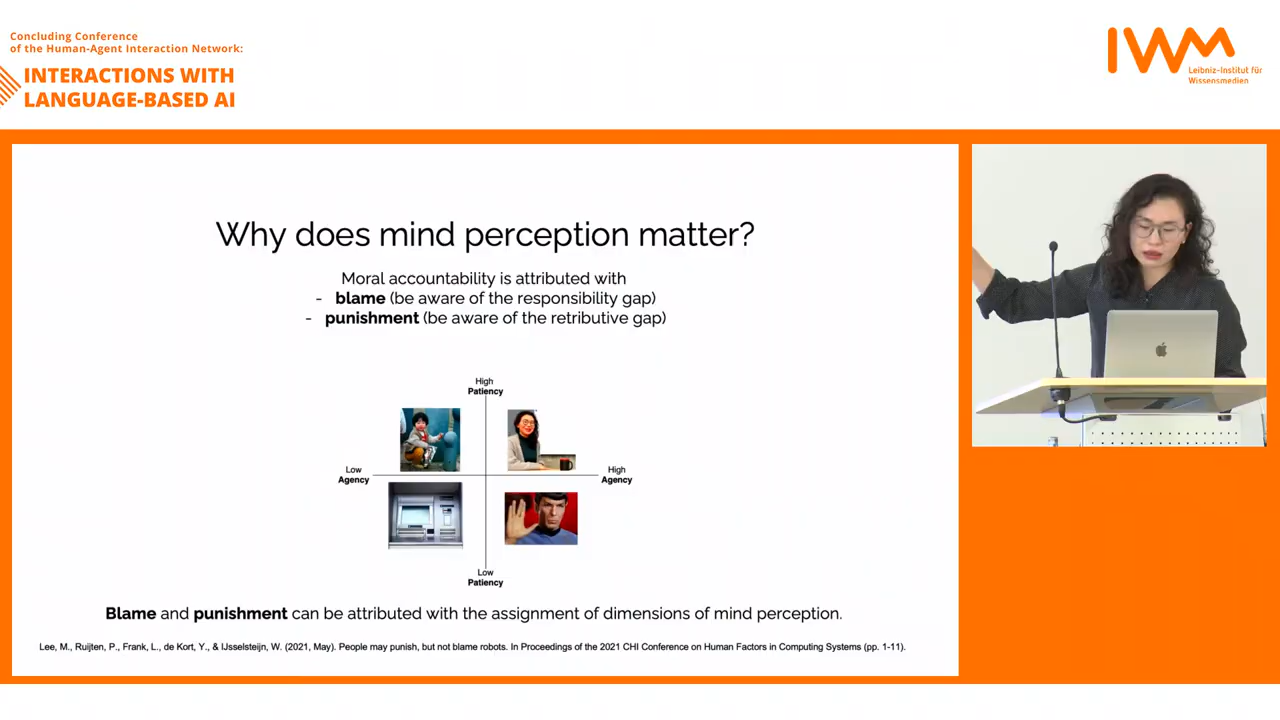 Concluding Conference
of the Human-Agent Interaction Network:
INTERACTIONS WITH
LANGUAGE-BASED AI
IWM
Leibniz-Institut für
Wissensmedien
Why does mind perception matter?
Moral accountability is attributed with
- blame (be aware of the responsibility gap)
- punishment (be aware of the retributive gap)
High
Patiency
Low
Agency
High
Agency
Low
Patiency
Blame and punishment can be attributed with the assignment of dimensions of mind perception.
Lee, M., Ruijten, P., Frank, L., de Kort, Y., & IJsselsteijn, W. (2021, May). People may punish, but not blame robots. In Proceedings of the 2021 CHI Conference on Human Factors in Computing Systems (pp. 1-11).